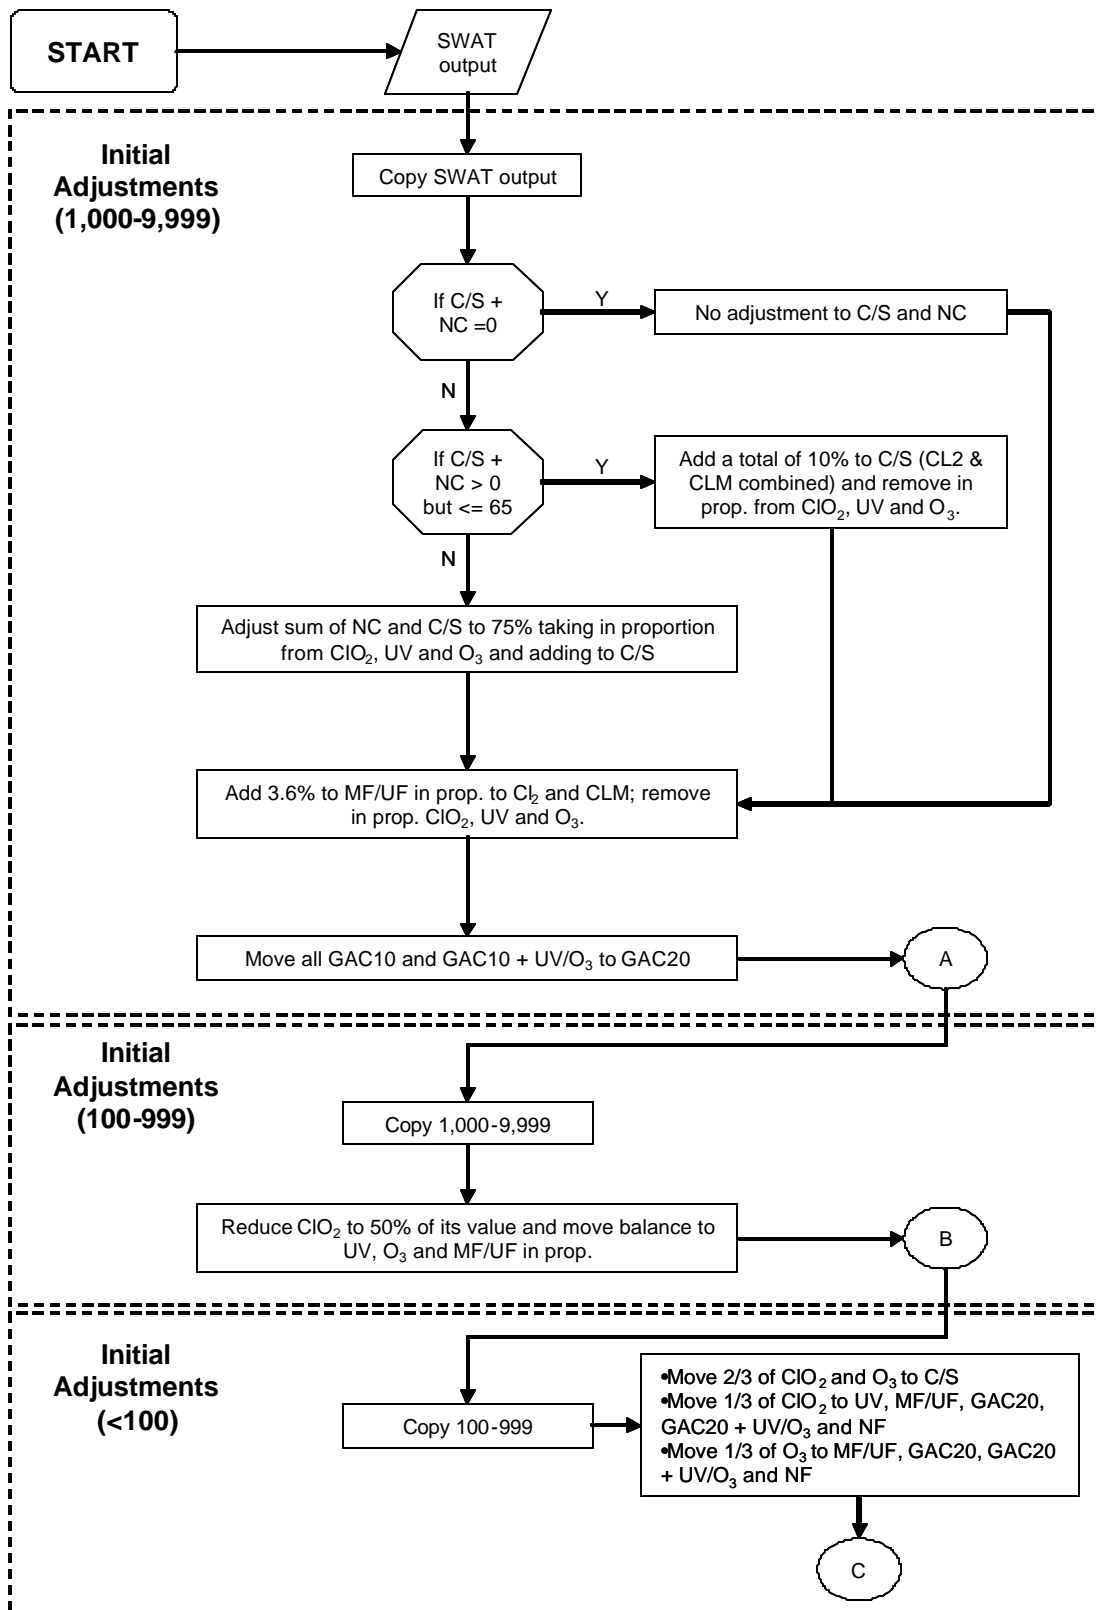 START
SWAT
output
Initial
Adjustments
(1,000-9,999)
Copy SWAT output
If C/S +
NC =0
Y
No adjustment to C/S and NC
N
If C/S +
NC > 0
but <= 65
Y
Add a total of 10% to C/S (CL2 &
CLM combined) and remove in
prop. from ClO2, UV and O3.
N
Adjust sum of NC and C/S to 75% taking in proportion
from ClO2, UV and O3 and adding to C/S
Add 3.6% to MF/UF in prop. to Cl2 and CLM; remove
in prop. ClO2, UV and O3.
Move all GAC10 and GAC10 + UV/O3 to GAC20
A
Initial
Adjustments
(100-999)
Copy 1,000-9,999
Reduce ClO2 to 50% of its value and move balance to
UV, O3 and MF/UF in prop.
B
Initial
Adjustments
(<100)
Copy 100-999
•Move 2/3 of ClO2 and O3 to C/S
•Move 1/3 of ClO2 to UV, MF/UF, GAC20,
GAC20 + UV/O3 and NF
•Move 1/3 of O3 to MF/UF, GAC20, GAC20
+ UV/O3 and NF
C